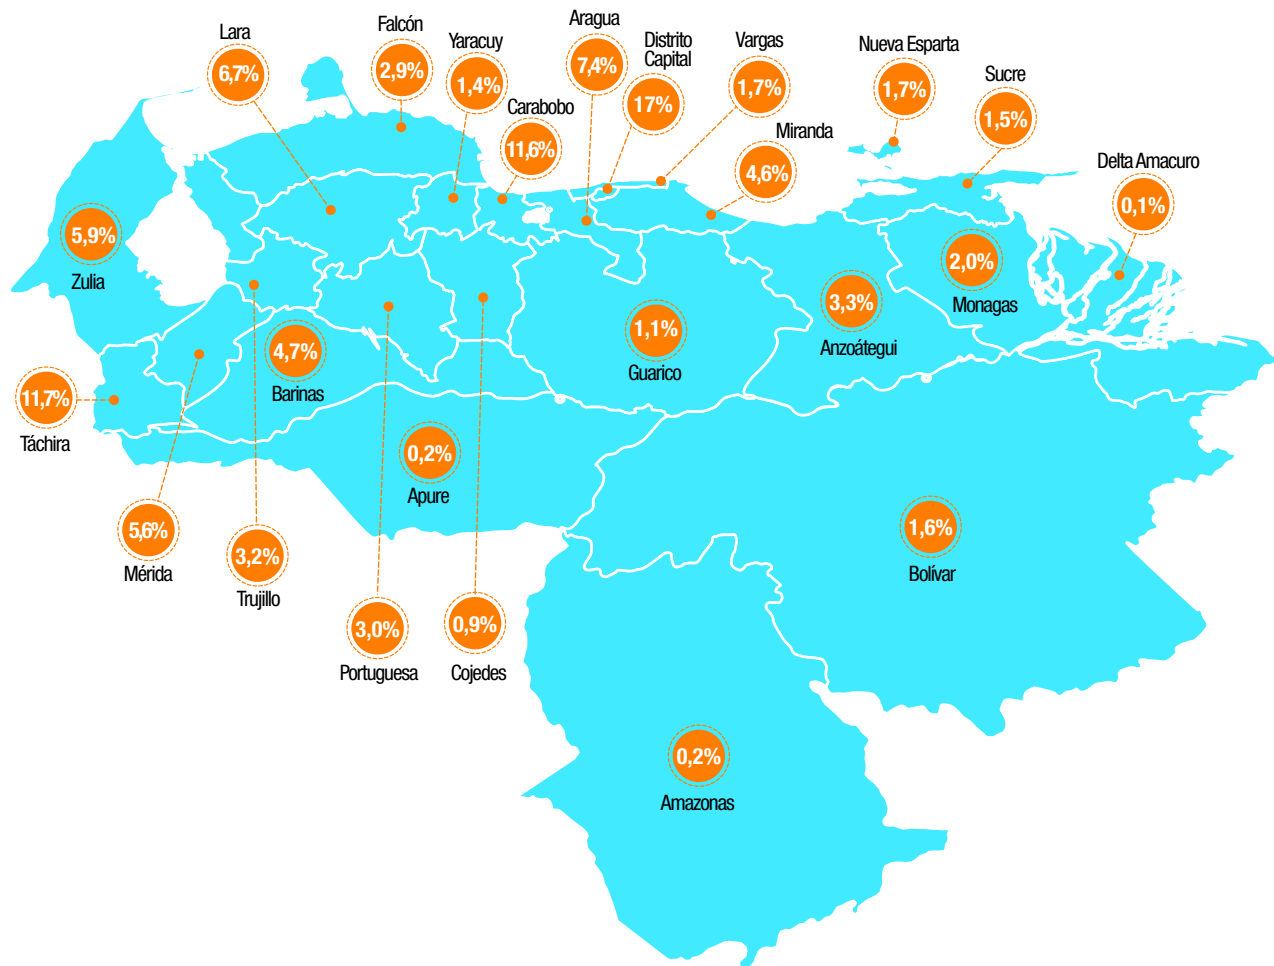 Lara
6,7%
Falcón
2,9%
Yaracuy
1,4%
Carabobo
11,6%
Aragua
7,4%
Distrito
Capital
17%
Vargas
1,7%
Miranda
4,6%
Nueva Esparta
1,7%
Sucre
1,5%
Delta Amacuro
0,1%
5,9%
Zulia
2,0%
Monagas
3,3%
Anzoátegui
1,1%
Guarico
4,7%
Barinas
11,7%
Táchira
0,2%
Apure
5,6%
Mérida
3,2%
Trujillo
3,0%
Portuguesa
0,9%
Cojedes
1,6%
Bolívar
0,2%
Amazonas